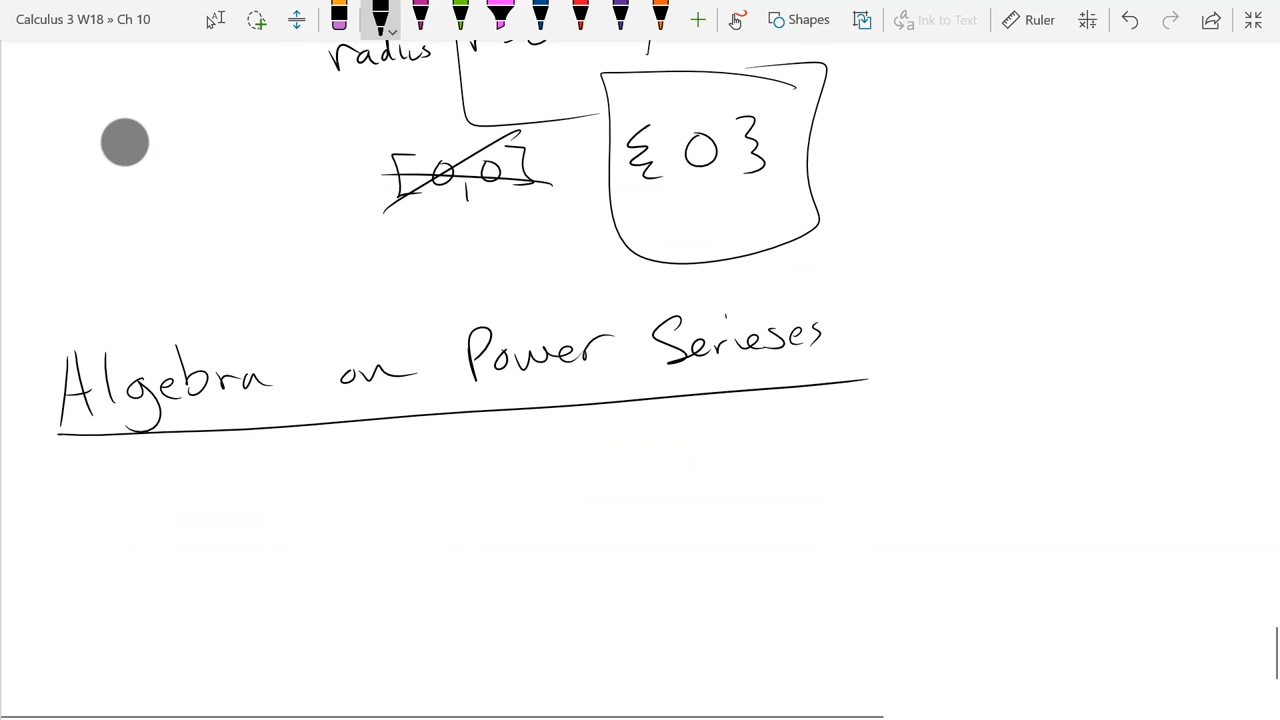 Calculus 3 W18 » Ch 10
Ink to Text
Shapes
Ruler
radius
[0,0]
{0}
Algebra on Power Serieses